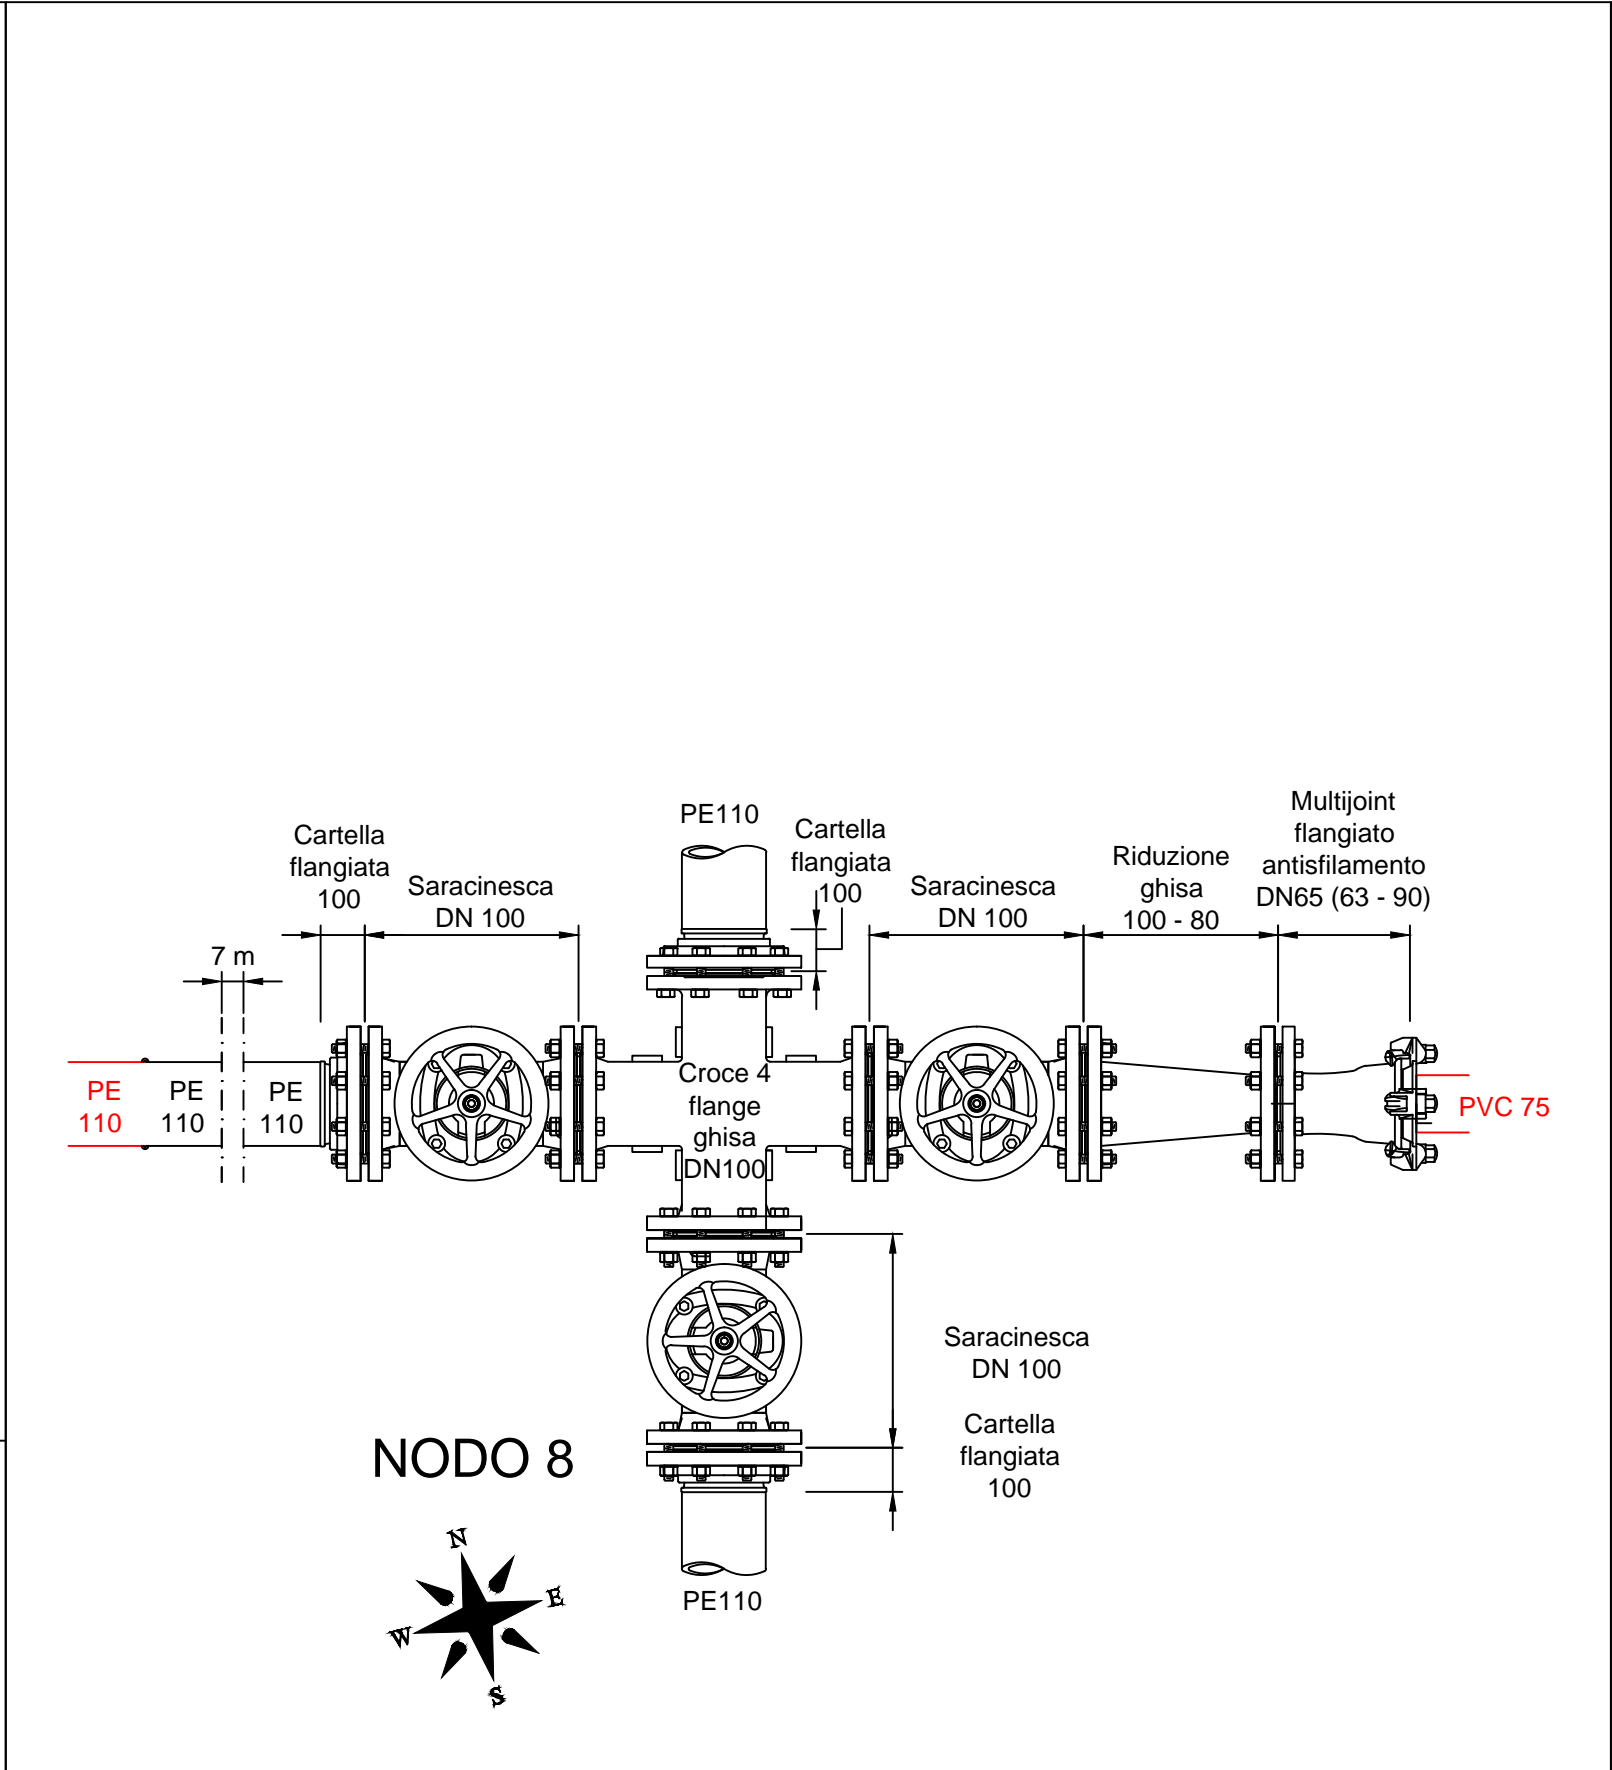 Multijoint
flangiato
antisfilamento
DN65 (63 - 90)
PE110
Cartella
flangiata
100
Cartella
flangiata
100
Riduzione
ghisa
100 - 80
Saracinesca
DN 100
Saracinesca
DN 100
7 m
PE
110
PE
110
PE
110
Croce 4
flange
ghisa
DN100
PVC 75
Saracinesca
DN 100
Cartella
flangiata
100
NODO 8
PE110
N
E
W
S